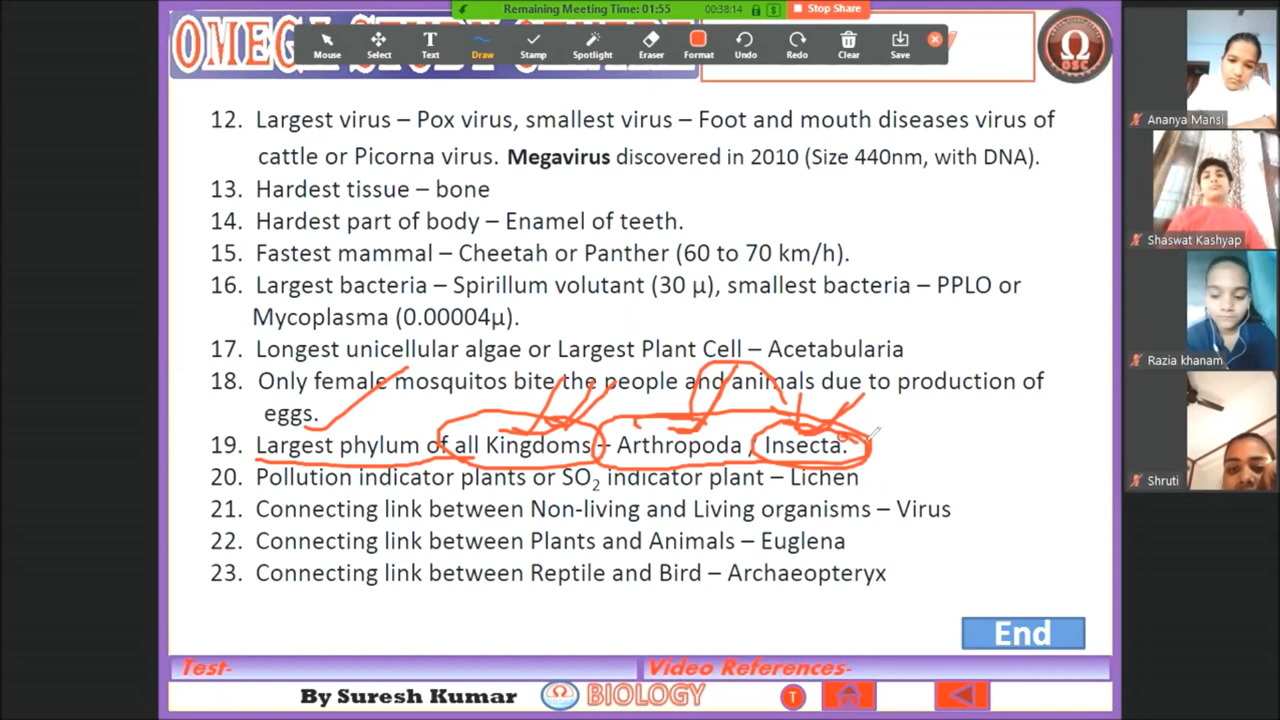 Remaining Meeting Time: 01:55
00:38:14
Stop Share
Mouse
Select
Text
Draw
Stamp
Spotlight
Eraser
Format
Undo
Redo
Clear
Save
Ω
OSC
12. Largest virus – Pox virus, smallest virus – Foot and mouth diseases virus of
cattle or Picorna virus. Megavirus discovered in 2010 (Size 440nm, with DNA).
13. Hardest tissue – bone
14. Hardest part of body – Enamel of teeth.
15. Fastest mammal – Cheetah or Panther (60 to 70 km/h).
16. Largest bacteria – Spirillum volutant (30 μ), smallest bacteria – PPLO or
Mycoplasma (0.00004μ).
17. Longest unicellular algae or Largest Plant Cell – Acetabularia
18. Only female mosquitos bite the people and animals due to production of
eggs.
19. Largest phylum of all Kingdoms – Arthropoda / Insecta.
20. Pollution indicator plants or SO₂ indicator plant – Lichen
21. Connecting link between Non-living and Living organisms – Virus
22. Connecting link between Plants and Animals – Euglena
23. Connecting link between Reptile and Bird – Archaeopteryx
End
Test-
Video References-
By Suresh Kumar
BIOLOGY
T
Ananya Mansi
Shaswat Kashyap
Razia khanam
Shruti